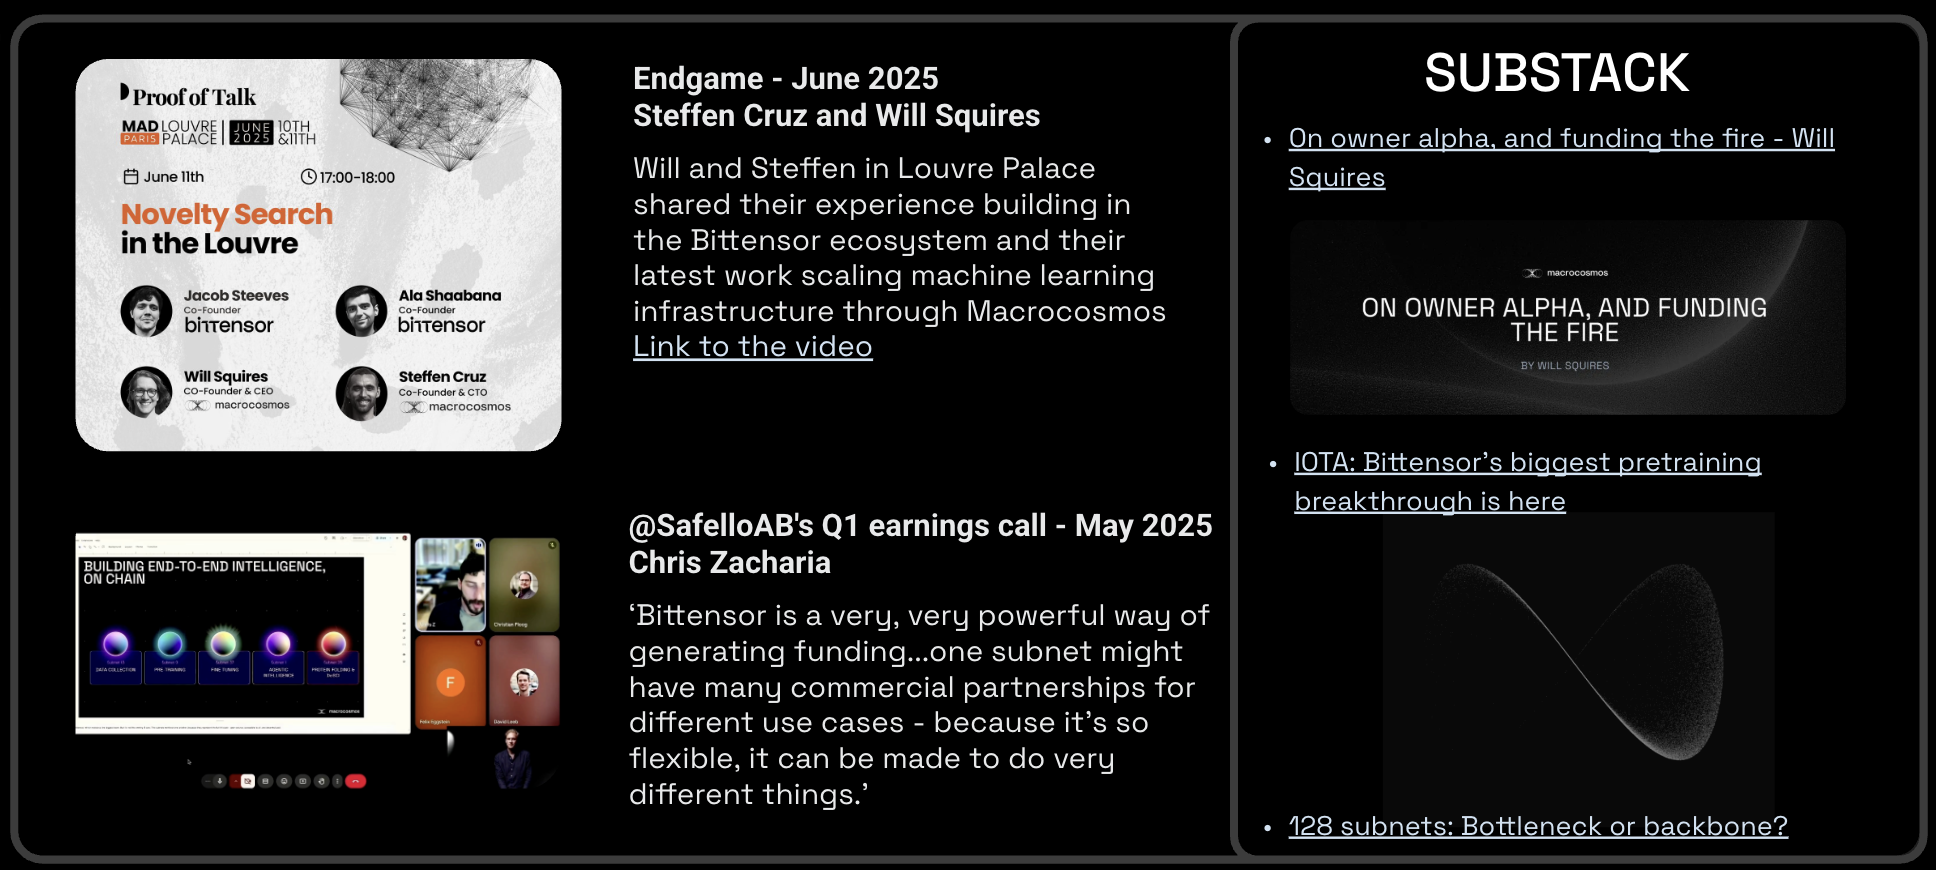 Proof of Talk
MAD PARIS LOUVRE PALACE | JUNE 2025 10TH &11TH
June 11th
17:00-18:00
Novelty Search
in the Louvre
Jacob Steeves
Co-Founder
bittensor
Ala Shaabana
Co-Founder
bittensor
Will Squires
CO-Founder & CEO
macrocosmos
Steffen Cruz
Co-Founder & CTO
macrocosmos
Endgame - June 2025
Steffen Cruz and Will Squires
Will and Steffen in Louvre Palace
shared their experience building in
the Bittensor ecosystem and their
latest work scaling machine learning
infrastructure through Macrocosmos
Link to the video
BUILDING END-TO-END INTELLIGENCE,
ON CHAIN
DATA COLLECTION
PRE TRAINING
FINE TUNING
AGENTIC
INTELLIGENCE
PROTEIN FOLDING &
macrocosmos
Christian Ploog
F
@SafelloAB's Q1 earnings call - May 2025
Chris Zacharia
‘Bittensor is a very, very powerful way of
generating funding...one subnet might
have many commercial partnerships for
different use cases - because it's so
flexible, it can be made to do very
different things.’
SUBSTACK
• On owner alpha, and funding the fire - Will
Squires
macrocosmos
ON OWNER ALPHA, AND FUNDING
THE FIRE
BY WILL SQUIRES
• IOTA: Bittensor's biggest pretraining
breakthrough is here
• 128 subnets: Bottleneck or backbone?